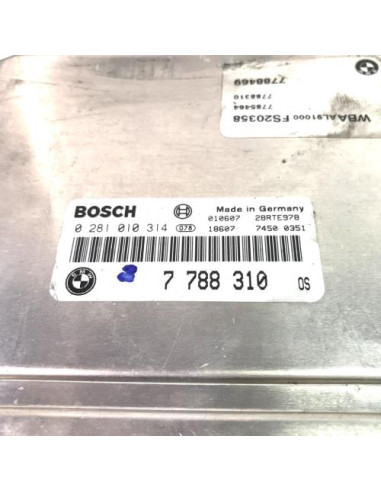 7788469
7788310
7785464
WBAAL91000 FS20358
BOSCH
Made in Germany
0 281 010 314 078
010607 28RTE978
18607 7450 0351
7 788 310 OS